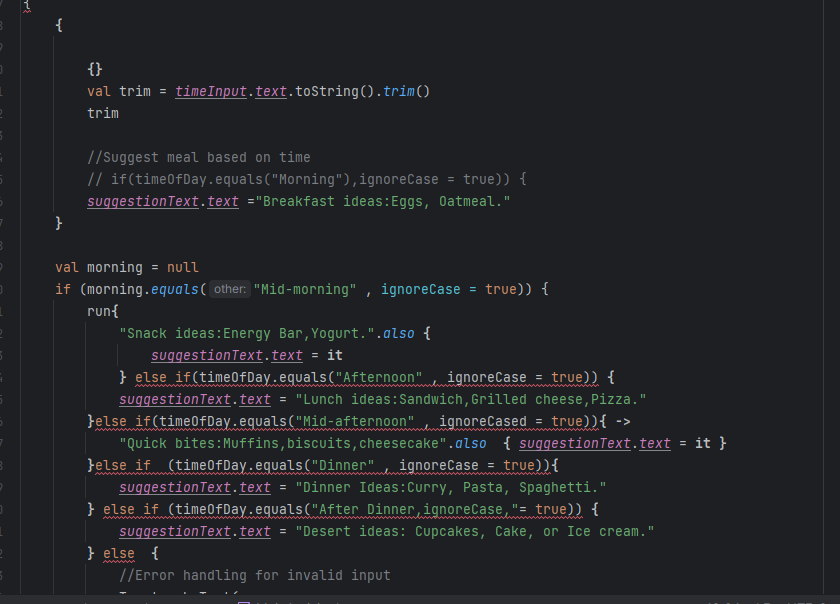 {
{
{}
val trim = timeInput.text.toString().trim()
trim
//Suggest meal based on time
// if(timeOfDay.equals("Morning"),ignoreCase = true)) {
suggestionText.text ="Breakfast ideas:Eggs, Oatmeal."
}
val morning = null
if (morning.equals( other: "Mid-morning" , ignoreCase = true)) {
run{
"Snack ideas:Energy Bar,Yogurt.".also {
suggestionText.text = it
} else if(timeOfDay.equals("Afternoon" , ignoreCase = true)) {
suggestionText.text = "Lunch ideas:Sandwich,Grilled cheese,Pizza."
}else if(timeOfDay.equals("Mid-afternoon" , ignoreCased = true)){ ->
"Quick bites:Muffins,biscuits,cheesecake".also  { suggestionText.text = it }
}else if  (timeOfDay.equals("Dinner" , ignoreCase = true)){
suggestionText.text = "Dinner Ideas:Curry, Pasta, Spaghetti."
} else if (timeOfDay.equals("After Dinner,ignoreCase,"= true)) {
suggestionText.text = "Desert ideas: Cupcakes, Cake, or Ice cream."
} else  {
//Error handling for invalid input